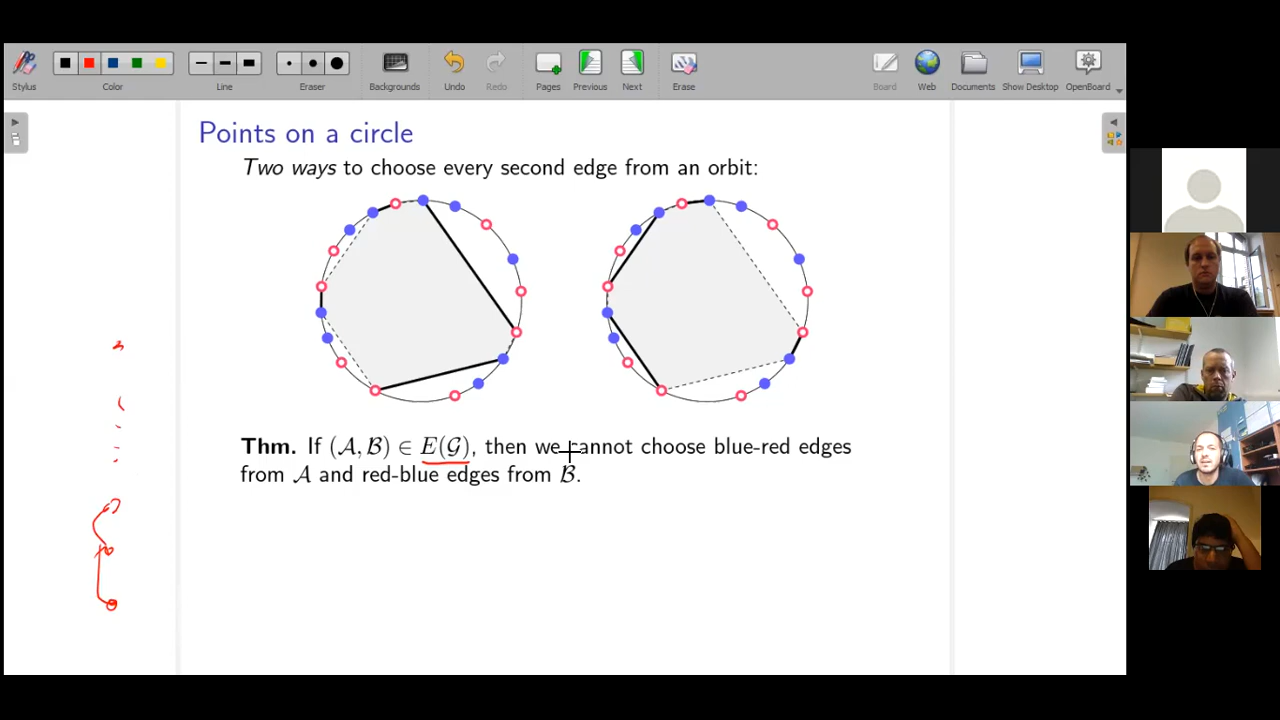 Stylus
Color
Line
Eraser
Backgrounds
Undo
Redo
Pages
Previous
Next
Erase
Board
Web
Documents
Show Desktop
OpenBoard
Points on a circle
Two ways to choose every second edge from an orbit:
Thm. If (𝒜, ℬ) ∈ E(𝒢), then we cannot choose blue-red edges
from 𝒜 and red-blue edges from ℬ.